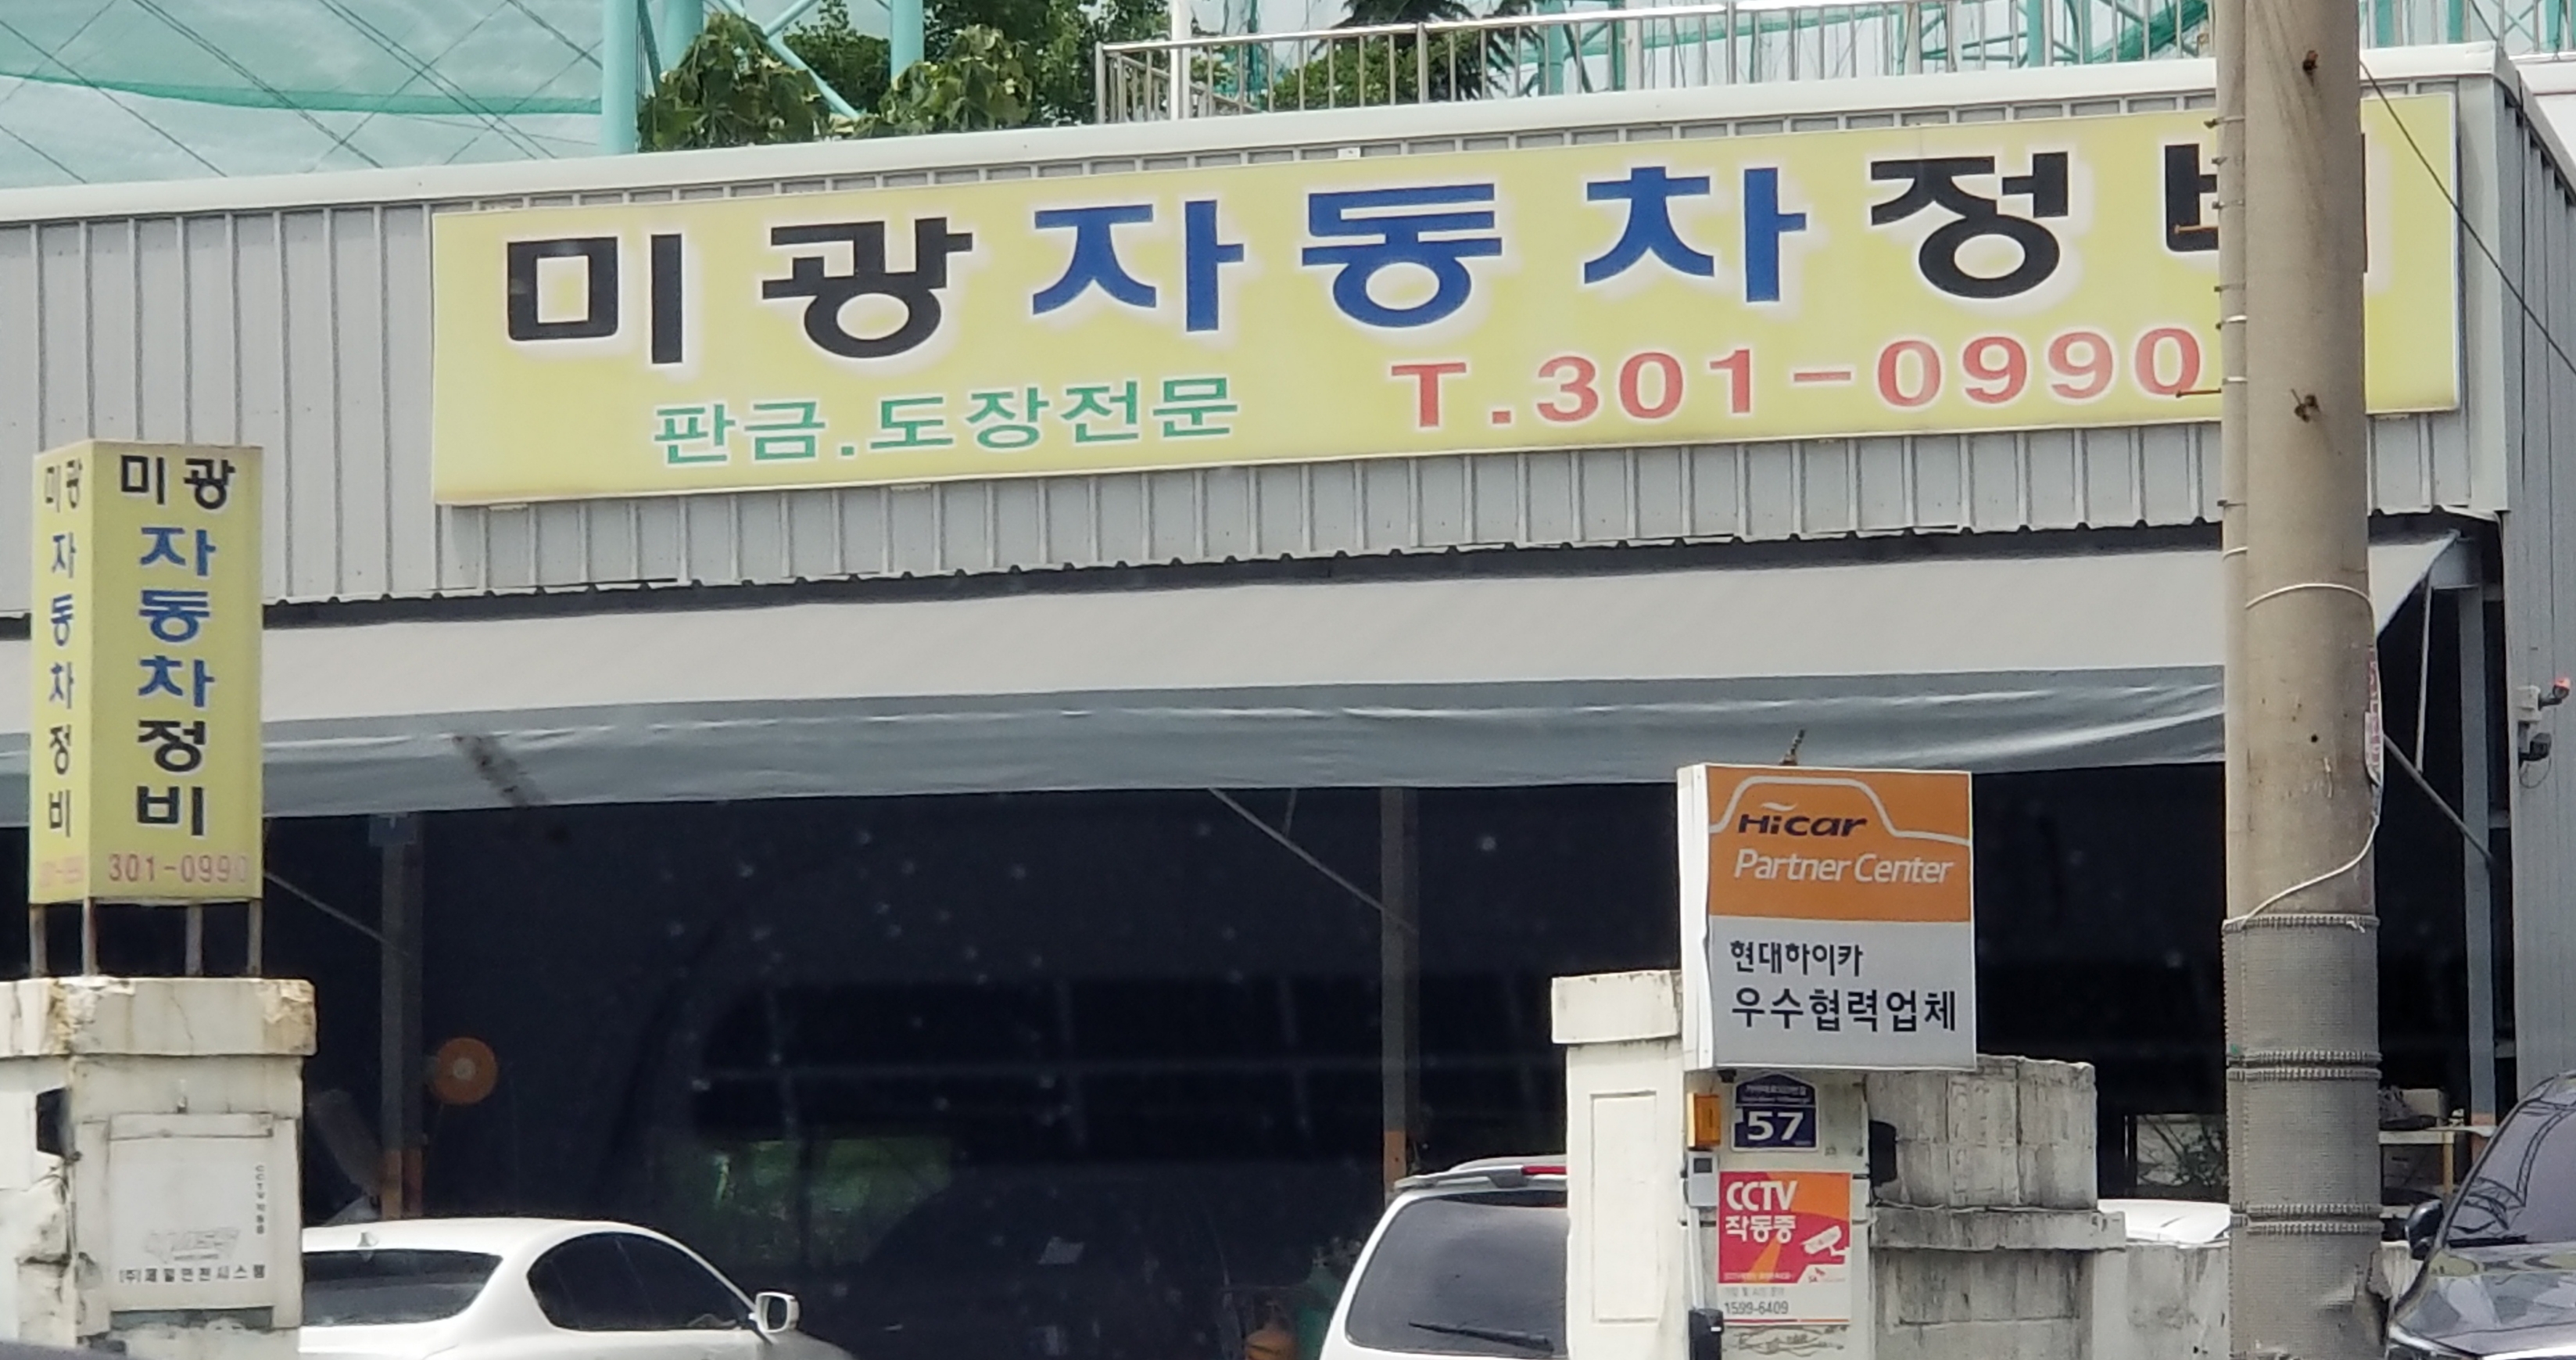 미광자동차정비
판금.도장전문 T.301-0990
미광
자
동
차
정
비
미광
자
동
차
정
비
301-0990
Hicar
Partner Center
현대하이카
우수협력업체
57
CCTV
작동중
1599-6409